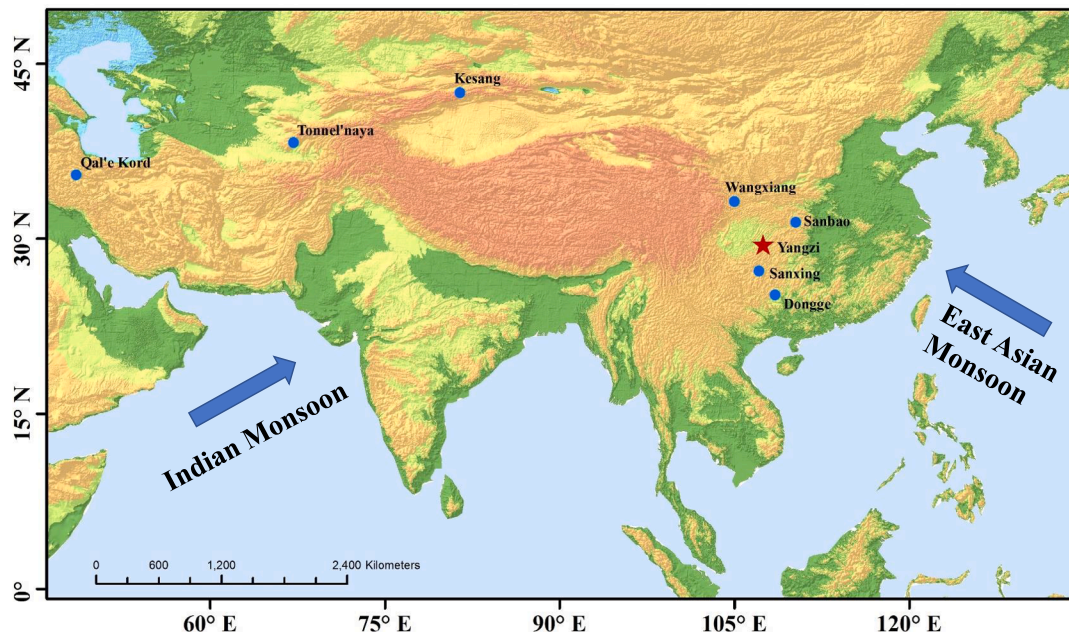 45° N
Kesang
Tonnel'naya
Qal'e Kord
Wangxiang
Sanbao
30° N
Yangzi
Sanxing
Dongge
East Asian
Monsoon
Indian Monsoon
15° N
0 600 1,200 2,400 Kilometers
0°
60° E 75° E 90° E 105° E 120° E